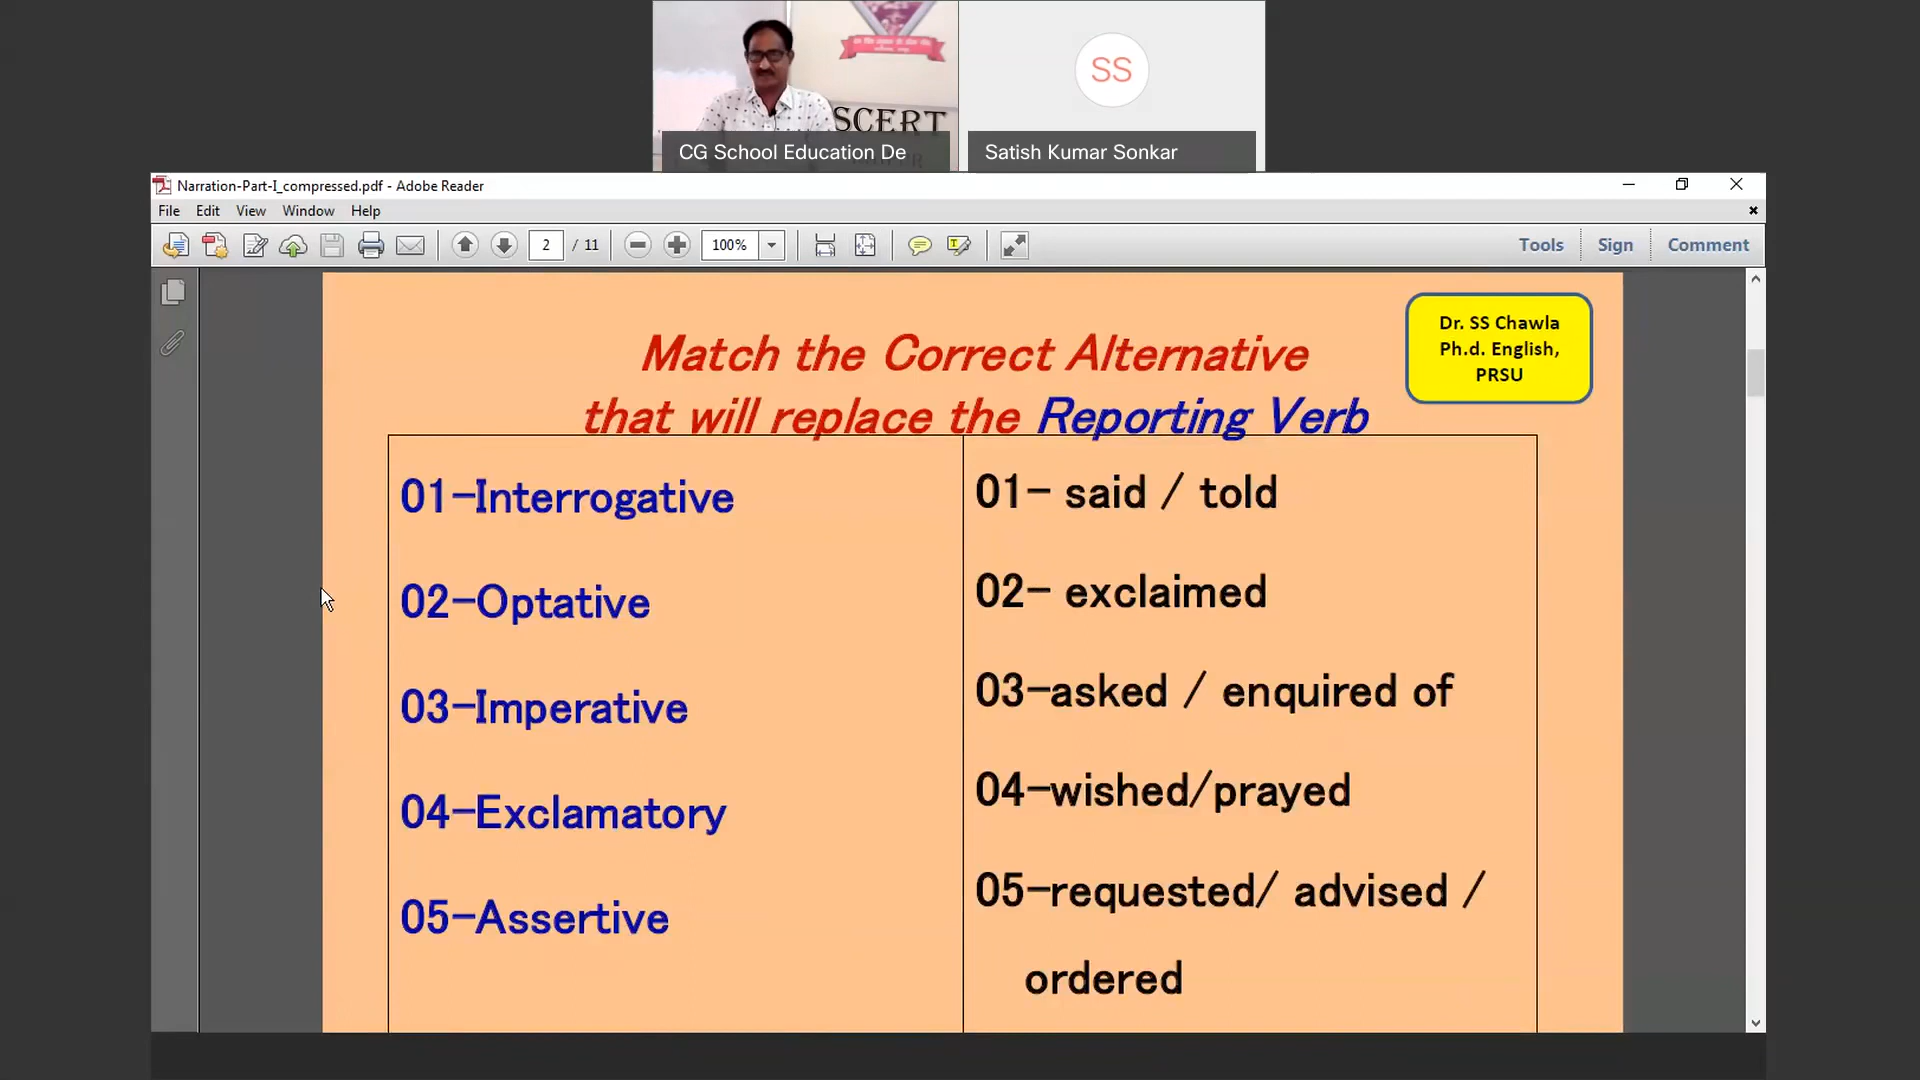 SCERT
CG School Education De
SS
Satish Kumar Sonkar
Narration-Part-I_compressed.pdf - Adobe Reader
File Edit View Window Help
2 / 11 100% Tools Sign Comment
Dr. SS Chawla
Ph.d. English,
PRSU
Match the Correct Alternative
that will replace the Reporting Verb
01-Interrogative
02-Optative
03-Imperative
04-Exclamatory
05-Assertive
01- said / told
02- exclaimed
03-asked / enquired of
04-wished/prayed
05-requested/ advised /
ordered